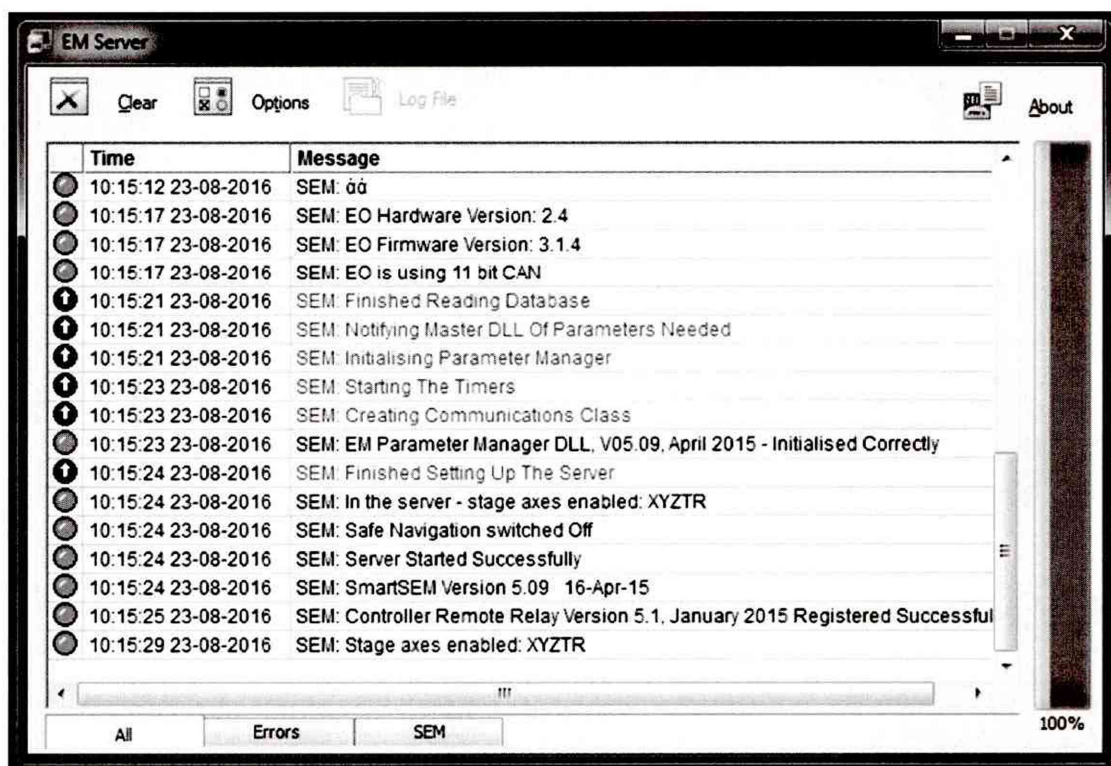 EM Server
Clear Options Log File About
Time Message
10:15:12 23-08-2016 SEM: άά
10:15:17 23-08-2016 SEM: EO Hardware Version: 2.4
10:15:17 23-08-2016 SEM: EO Firmware Version: 3.1.4
10:15:17 23-08-2016 SEM: EO is using 11 bit CAN
10:15:21 23-08-2016 SEM: Finished Reading Database
10:15:21 23-08-2016 SEM: Notifying Master DLL Of Parameters Needed
10:15:21 23-08-2016 SEM: Initialising Parameter Manager
10:15:23 23-08-2016 SEM: Starting The Timers
10:15:23 23-08-2016 SEM: Creating Communications Class
10:15:23 23-08-2016 SEM: EM Parameter Manager DLL, V05.09, April 2015 - Initialised Correctly
10:15:24 23-08-2016 SEM: Finished Setting Up The Server
10:15:24 23-08-2016 SEM: In the server - stage axes enabled: XYZTR
10:15:24 23-08-2016 SEM: Safe Navigation switched Off
10:15:24 23-08-2016 SEM: Server Started Successfully
10:15:24 23-08-2016 SEM: SmartSEM Version 5.09 16-Apr-15
10:15:25 23-08-2016 SEM: Controller Remote Relay Version 5.1, January 2015 Registered Successful
10:15:29 23-08-2016 SEM: Stage axes enabled: XYZTR
All Errors SEM 100%